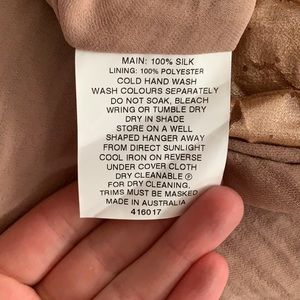 MAIN: 100% SILK
LINING: 100% POLYESTER
COLD HAND WASH
WASH COLOURS SEPARATELY
DO NOT SOAK, BLEACH
WRING OR TUMBLE DRY
DRY IN SHADE
STORE ON A WELL
SHAPED HANGER AWAY
FROM DIRECT SUNLIGHT
COOL IRON ON REVERSE
UNDER COVER CLOTH
DRY CLEANABLE Ⓟ
FOR DRY CLEANING,
TRIMS MUST BE MASKED
MADE IN AUSTRALIA
416017